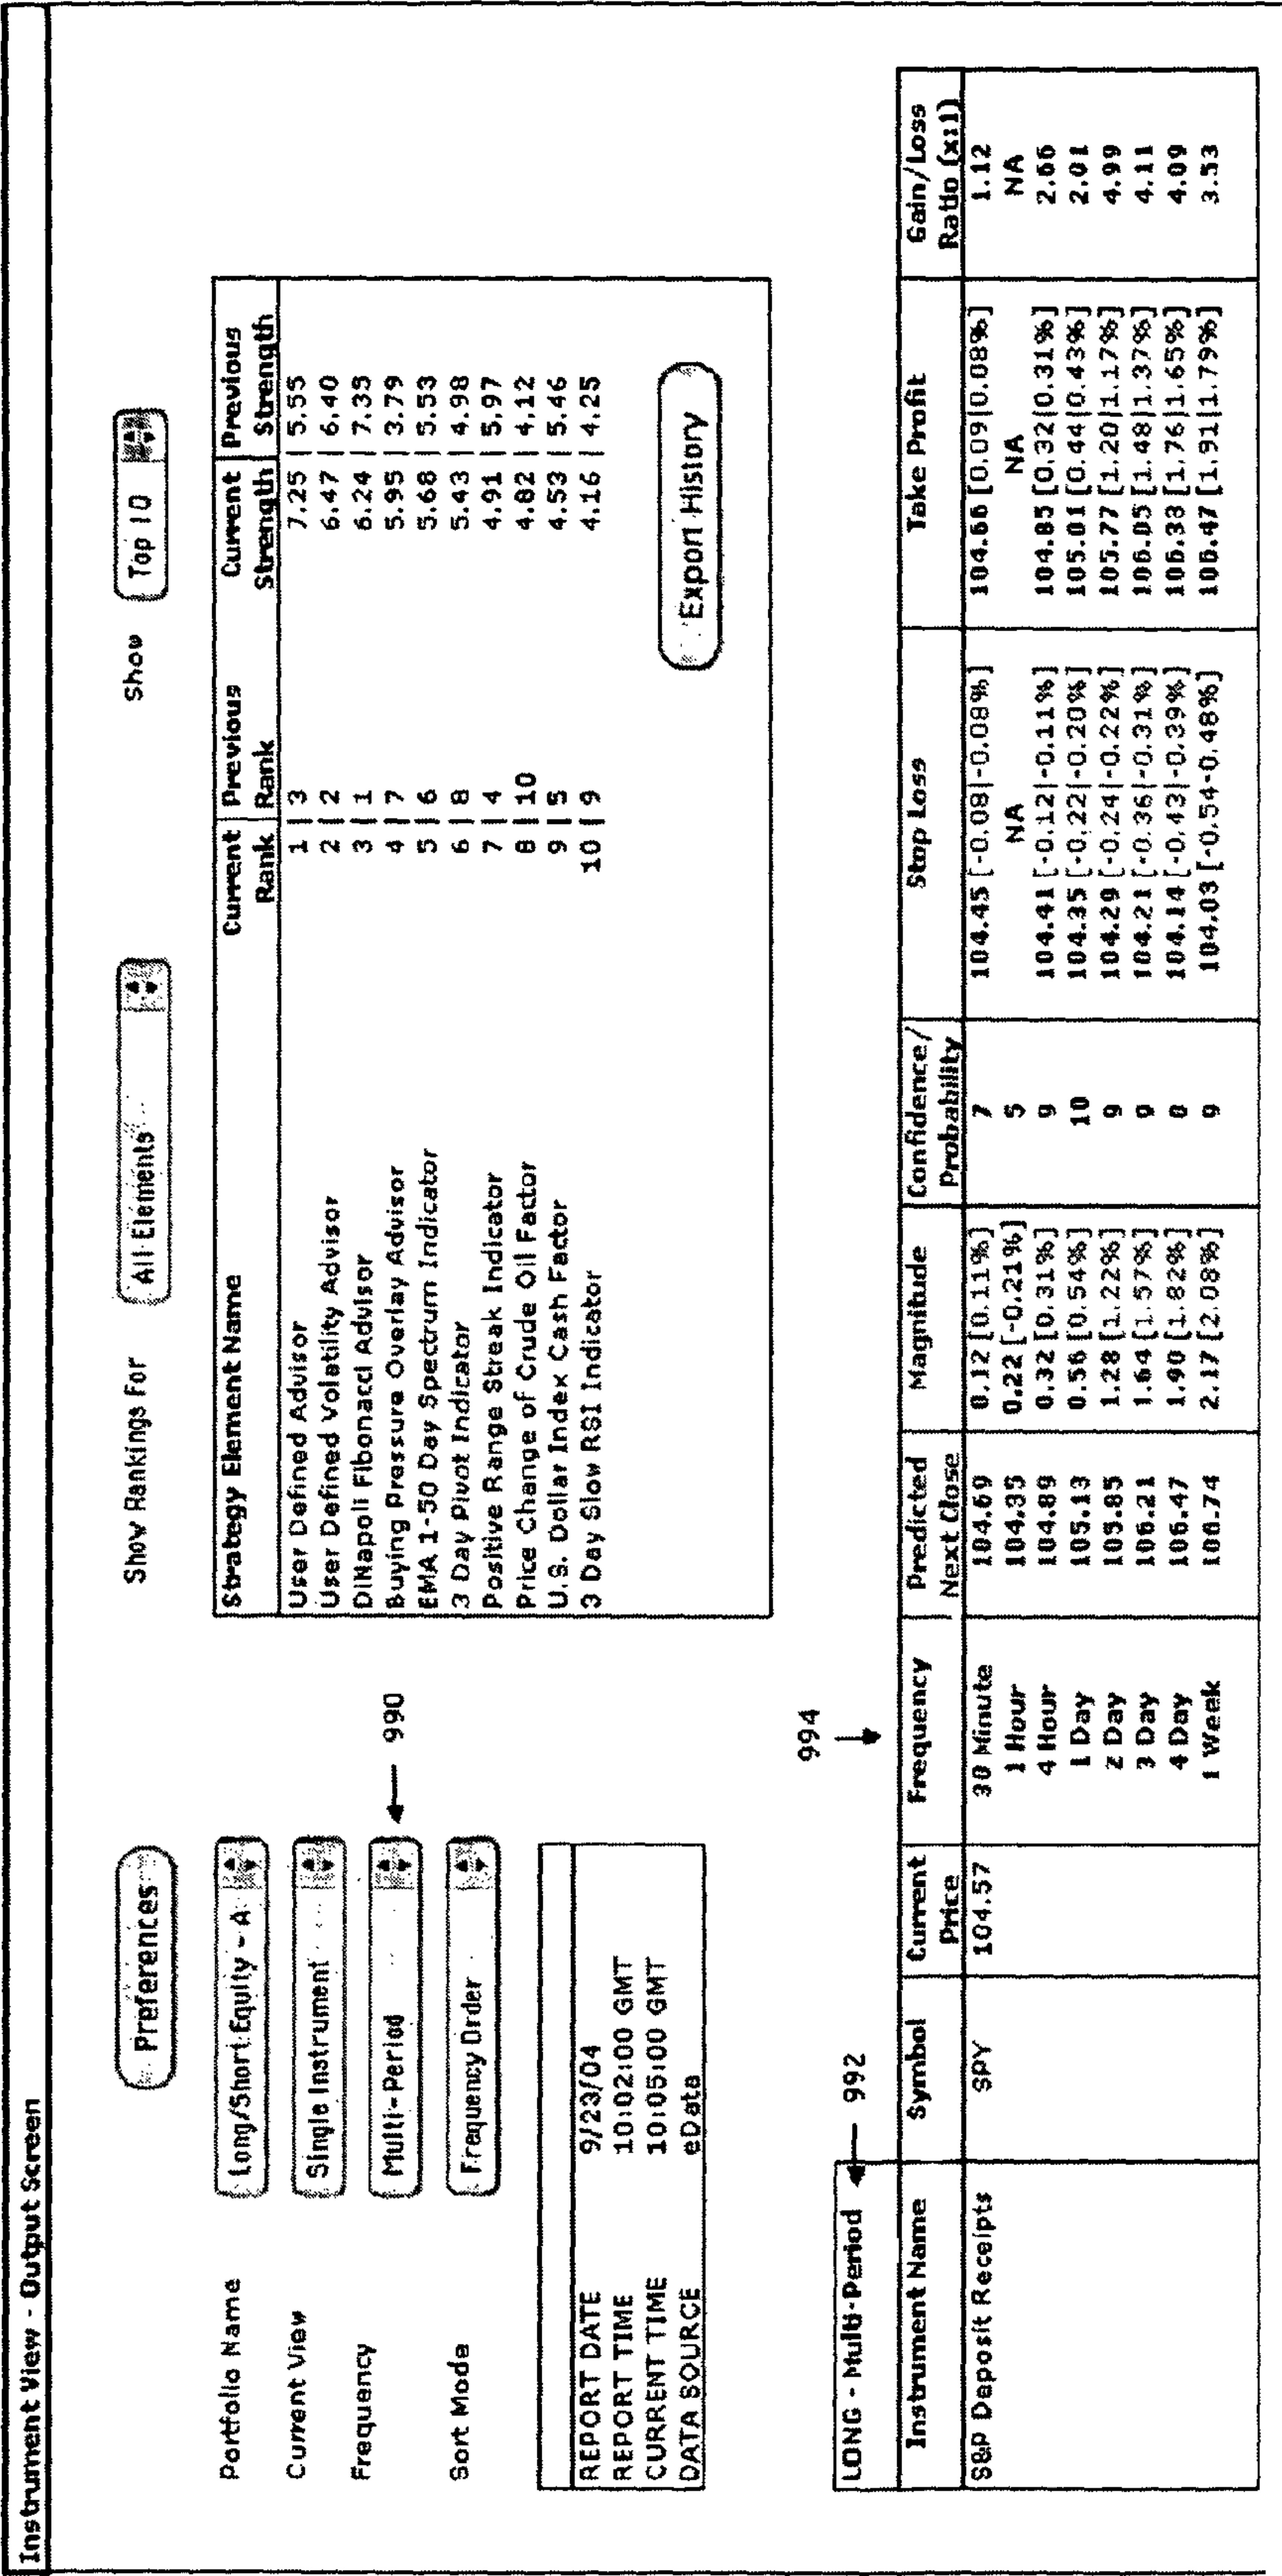 Instrument View - Output Screen
Preferences
Show Rankings For All Elements Show Top 10
Portfolio Name Long/Short Equity - A
Current View Single Instrument
Frequency Multi-Period
990
Sort Mode Frequency Order
REPORT DATE 9/23/04
REPORT TIME 10:02:00 GMT
CURRENT TIME 10:05:00 GMT
DATA SOURCE eData
Strategy Element Name Current Rank Previous Rank Current Strength Previous Strength
User Defined Advisor 1 | 3 7.25 | 5.55
User Defined Volatility Advisor 2 | 2 6.47 | 6.40
DiNapoli Fibonacci Advisor 3 | 1 6.24 | 7.35
Buying Pressure Overlay Advisor 4 | 7 5.95 | 3.79
EMA 1-50 Day Spectrum Indicator 5 | 6 5.68 | 5.53
3 Day Pivot Indicator 6 | 8 5.43 | 4.98
Positive Range Streak Indicator 7 | 4 4.91 | 5.97
Price Change of Crude Oil Factor 8 | 10 4.82 | 4.12
U.S. Dollar Index Cash Factor 9 | 5 4.53 | 5.46
3 Day Slow RSI Indicator 10 | 9 4.16 | 4.25
Export History
994
LONG - Multi-Period 992
Instrument Name Symbol Current Price Frequency Predicted Next Close Magnitude Confidence/Probability Stop Loss Take Profit Gain/Loss Ratio (x:1)
S&P Deposit Receipts SPY 104.57 30 Minute 104.69 0.12 [0.11%] 7 104.45 [-0.08|-0.08%] 104.66 [0.09|0.08%] 1.12
1 Hour 104.35 0.22 [-0.21%] 5 NA NA NA
4 Hour 104.89 0.32 [0.31%] 9 104.41 [-0.12|-0.11%] 104.85 [0.32|0.31%] 2.66
1 Day 105.13 0.56 [0.54%] 10 104.35 [-0.22|-0.20%] 105.01 [0.44|0.43%] 2.01
2 Day 105.85 1.28 [1.22%] 9 104.29 [-0.24|-0.22%] 105.77 [1.20|1.17%] 4.99
3 Day 106.21 1.64 [1.57%] 9 104.21 [-0.36|-0.31%] 106.05 [1.48|1.37%] 4.11
4 Day 106.47 1.90 [1.82%] 8 104.14 [-0.43|-0.39%] 106.33 [1.76|1.65%] 4.09
1 Week 106.74 2.17 [2.08%] 9 104.03 [-0.54-0.48%] 106.47 [1.91|1.79%] 3.53